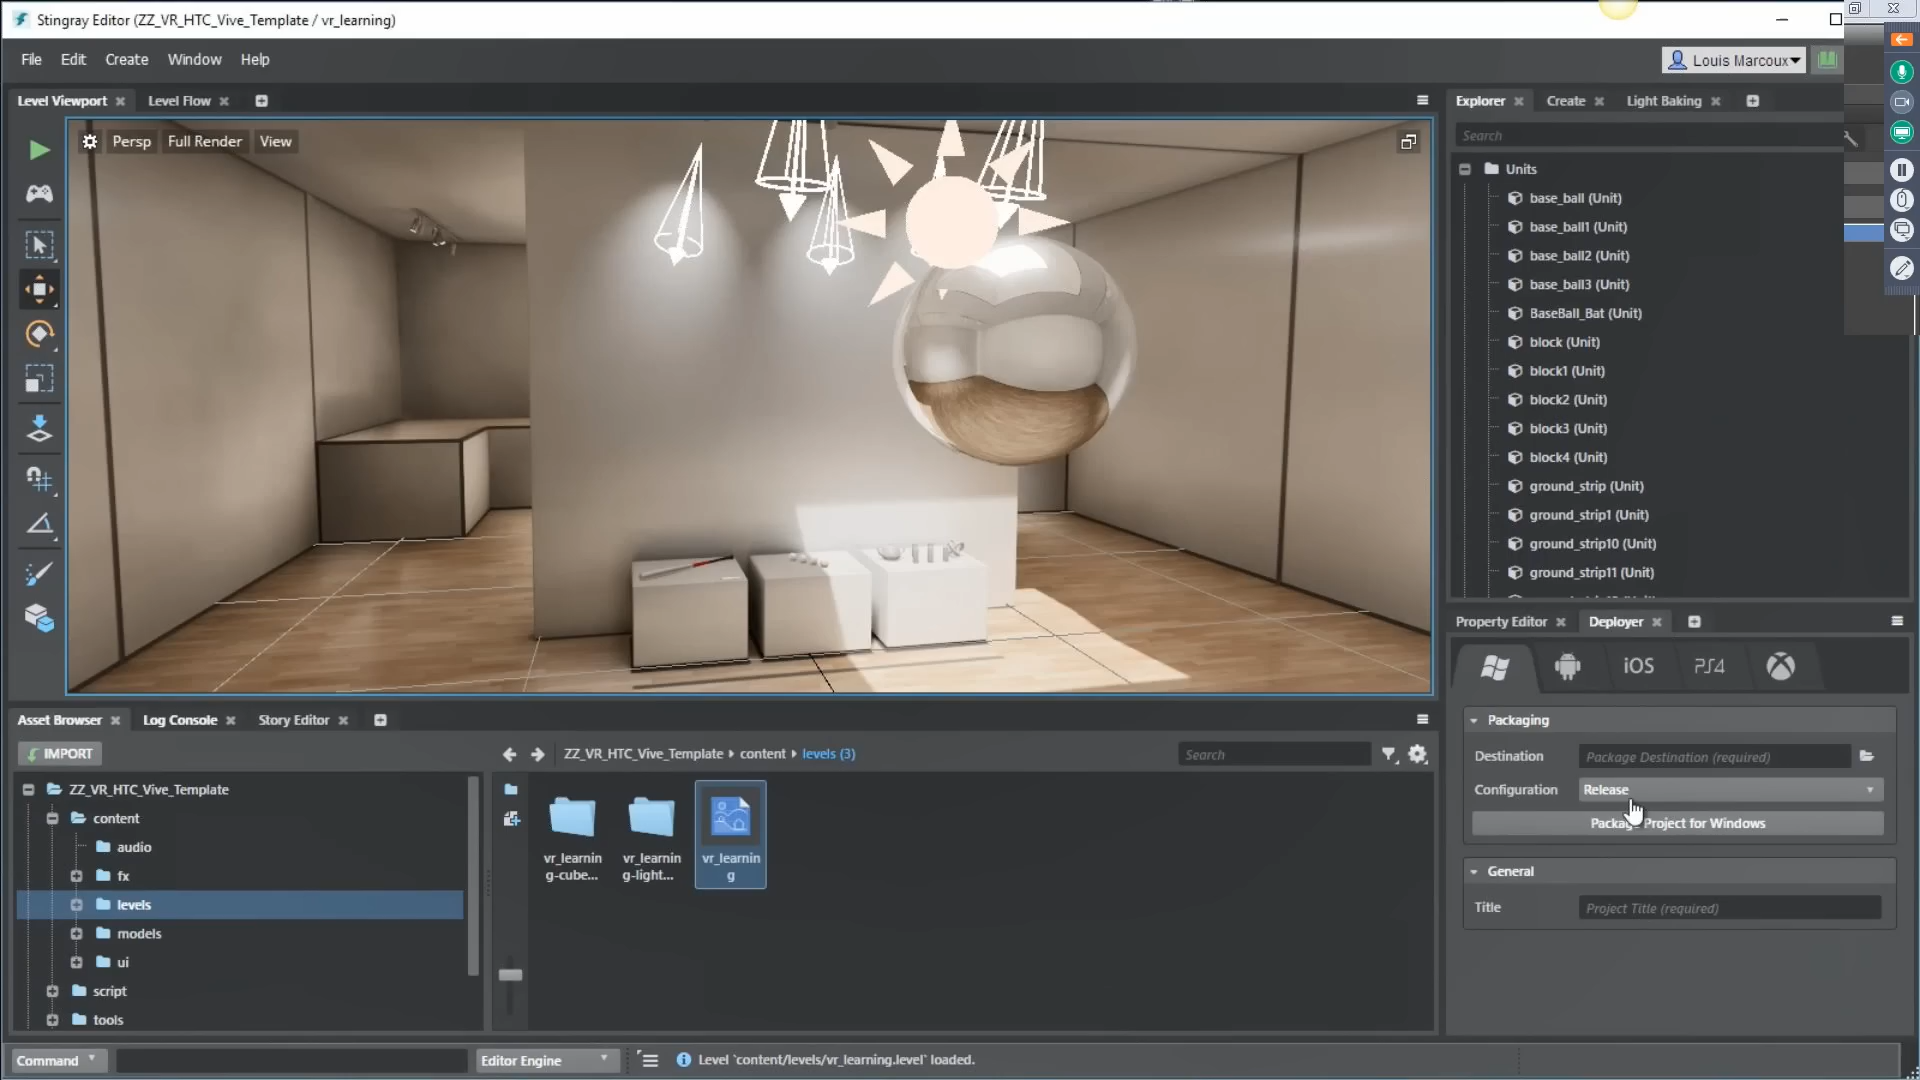 Stingray Editor (ZZ_VR_HTC_Vive_Template / vr_learning)
File Edit Create Window Help
Louis Marcoux
Level Viewport Level Flow
Persp Full Render View
Explorer Create Light Baking
Search
Units
base_ball (Unit)
base_ball1 (Unit)
base_ball2 (Unit)
base_ball3 (Unit)
BaseBall_Bat (Unit)
block (Unit)
block1 (Unit)
block2 (Unit)
block3 (Unit)
block4 (Unit)
ground_strip (Unit)
ground_strip1 (Unit)
ground_strip10 (Unit)
ground_strip11 (Unit)
Property Editor Deployer
iOS PS4
Packaging
Destination Package Destination (required)
Configuration Release
Package Project for Windows
General
Title Project Title (required)
Asset Browser Log Console Story Editor
IMPORT
ZZ_VR_HTC_Vive_Template content levels (3)
Search
ZZ_VR_HTC_Vive_Template
content
audio
fx
levels
models
ui
script
tools
vr_learnin
g-cube...
vr_learnin
g-light...
vr_learnin
g
Command
Editor Engine
Level `content/levels/vr_learning.level` loaded.